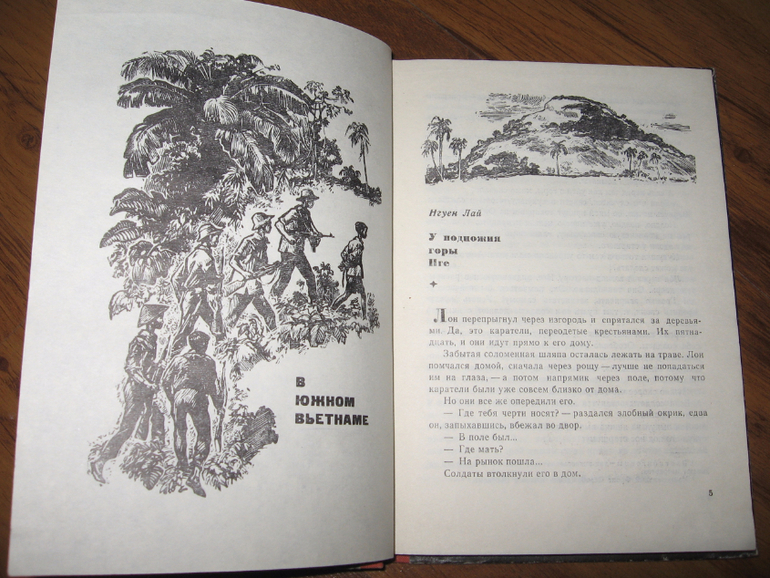 В
ЮЖНОМ
ВЬЕТНАМЕ
Нгуен Лай
У подножия
горы
Нге
Лон перепрыгнул через изгородь и спрятался за деревья-
ями. Да, это каратели, переодетые крестьянами. Их пятна-
дцать, и они идут прямо к его дому.
Забытая соломенная шляпа осталась лежать на траве. Лон
помчался домой, сначала через рощу — лучше не попадаться
им на глаза, — а потом напрямик через поле, потому что
каратели были уже совсем близко от дома.
Но они все же опередили его.
— Где тебя черти носят? — раздался злобный окрик, едва
он, запыхавшись, вбежал во двор.
— В поле был...
— Где мать?
— На рынок пошла...
Солдаты втолкнули его в дом.
5